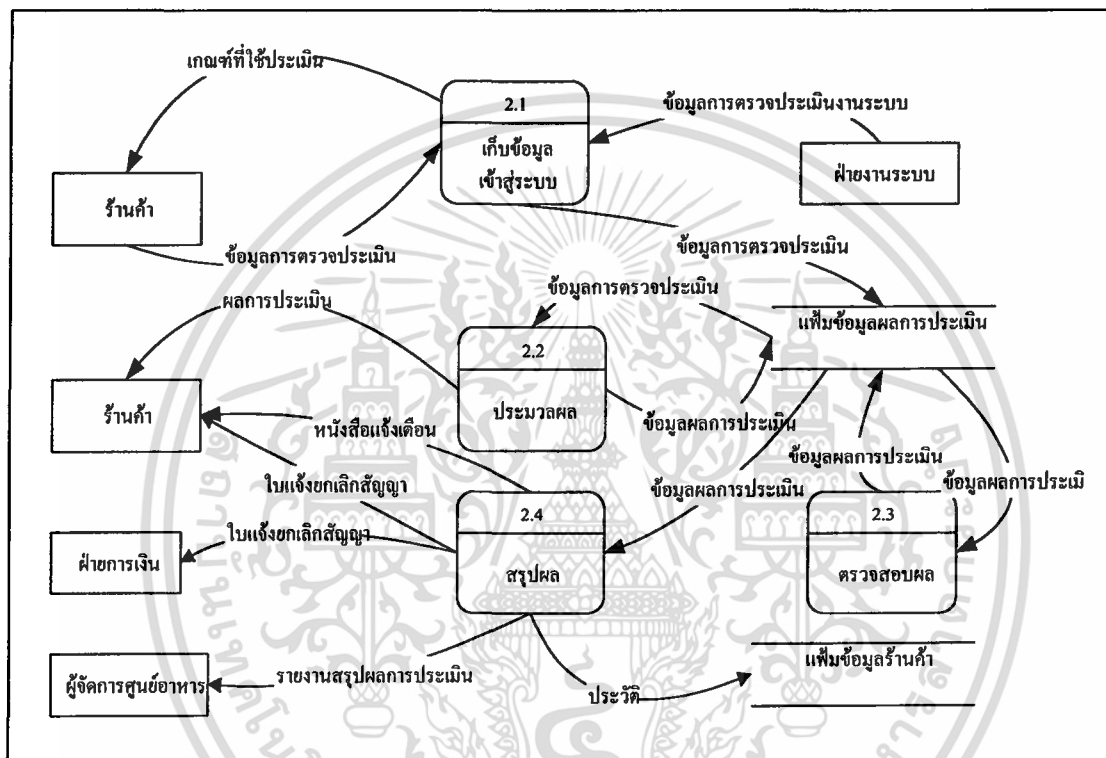 เกณฑ์ที่ใช้ประเมิน
2.1
ข้อมูลการตรวจประเมินงานระบบ
เก็บข้อมูล
เข้าสู่ระบบ
ฝ่ายงานระบบ
ร้านค้า
ข้อมูลการตรวจประเมิน
ข้อมูลการตรวจประเมิน
ข้อมูลการตรวจประเมิน
ผลการประเมิน
แฟ้มข้อมูลผลการประเมิน
2.2
ร้านค้า
ประมวลผล
ข้อมูลผลการประเมิน
หนังสือแจ้งเตือน
ข้อมูลผลการประเมิน
ข้อมูลผลการประเมิน
ข้อมูลผลการประเมิ
ใบแจ้งยกเลิกสัญญา
2.4
2.3
ใบแจ้งยกเลิกสัญญา
ฝ่ายการเงิน
สรุปผล
ตรวจสอบผล
แฟ้มข้อมูลร้านค้า
ผู้จัดการศูนย์อาหาร
รายงานสรุปผลการประเมิน
ประวัติ